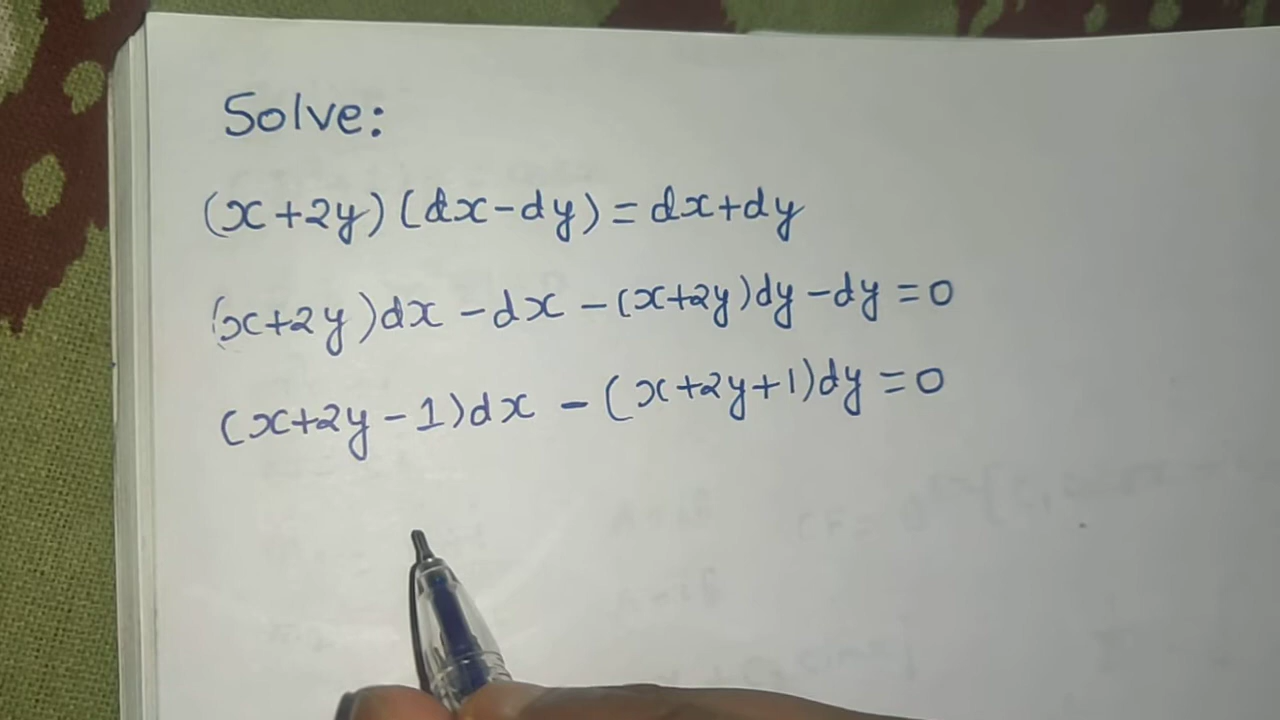 Solve:
(x+2y)(dx-dy)=dx+dy
(x+2y)dx-dx-(x+2y)dy-dy=0
(x+2y-1)dx-(x+2y+1)dy=0